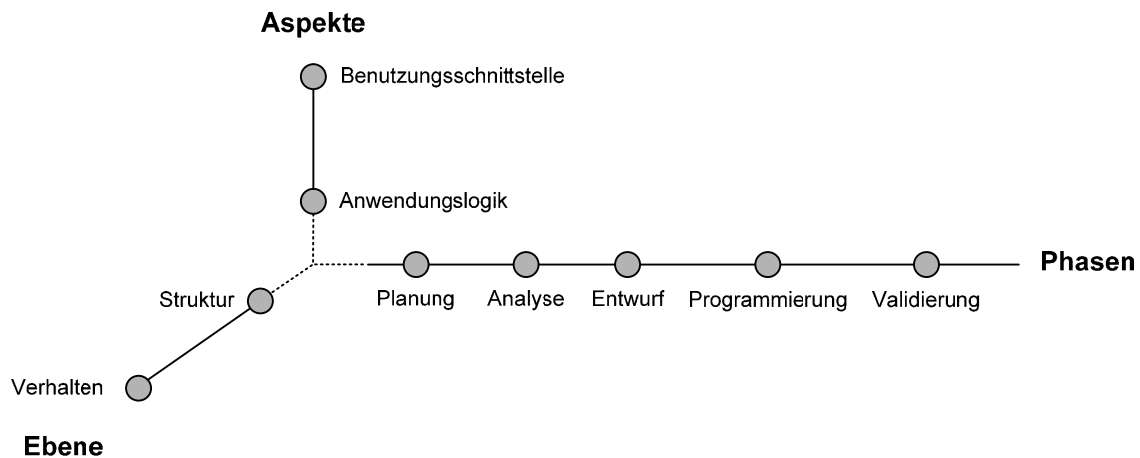 Aspekte
Benutzungsschnittstelle
Anwendungslogik
Phasen
Struktur
Planung Analyse Entwurf Programmierung Validierung
Verhalten
Ebene